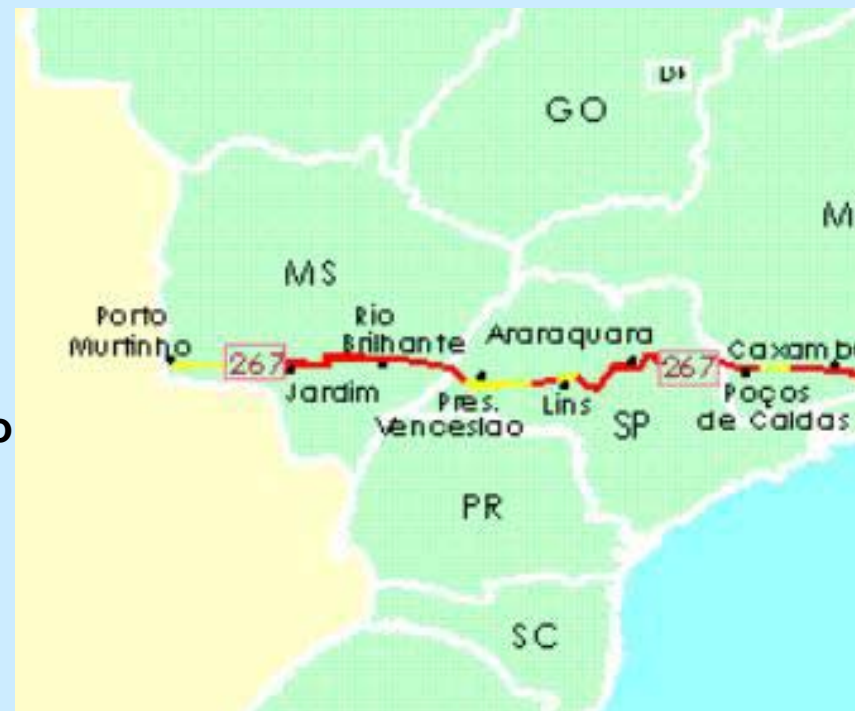 GO
M
MS
Porto
Murtinho
267
Jardim
Rio
Brilhante
Araraquara
Pres.
Venceslao
Lins
267
SP
Caxambu
Poços
de Caldas
o
PR
SC